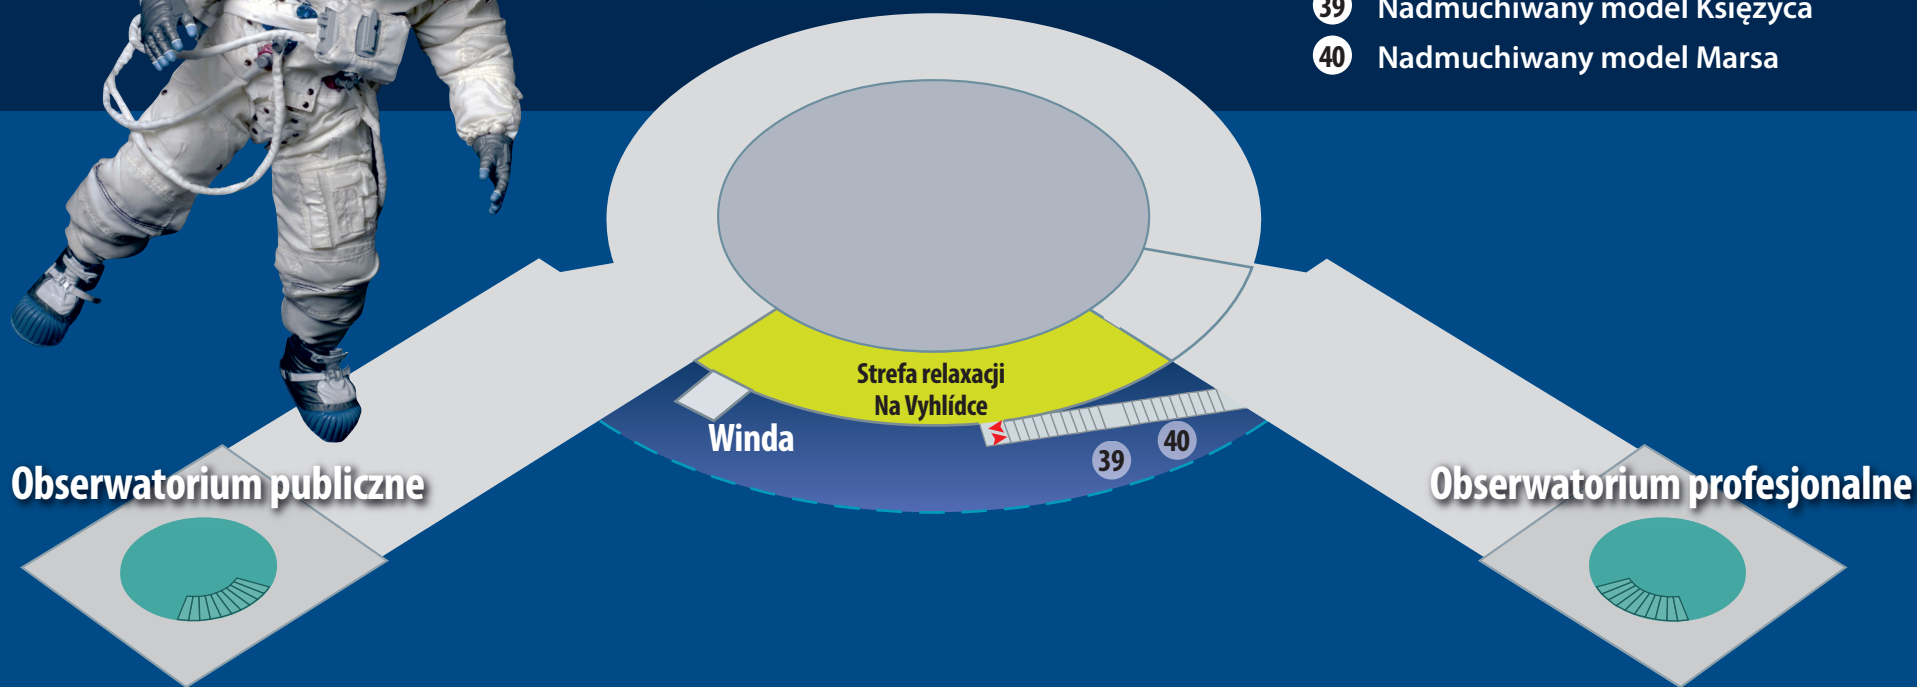 39 Nadmuchiwany model Księżyca
40 Nadmuchiwany model Marsa
Strefa relaxacji
Na Vyhlídce
Winda
39
40
Obserwatorium publiczne
Obserwatorium profesjonalne